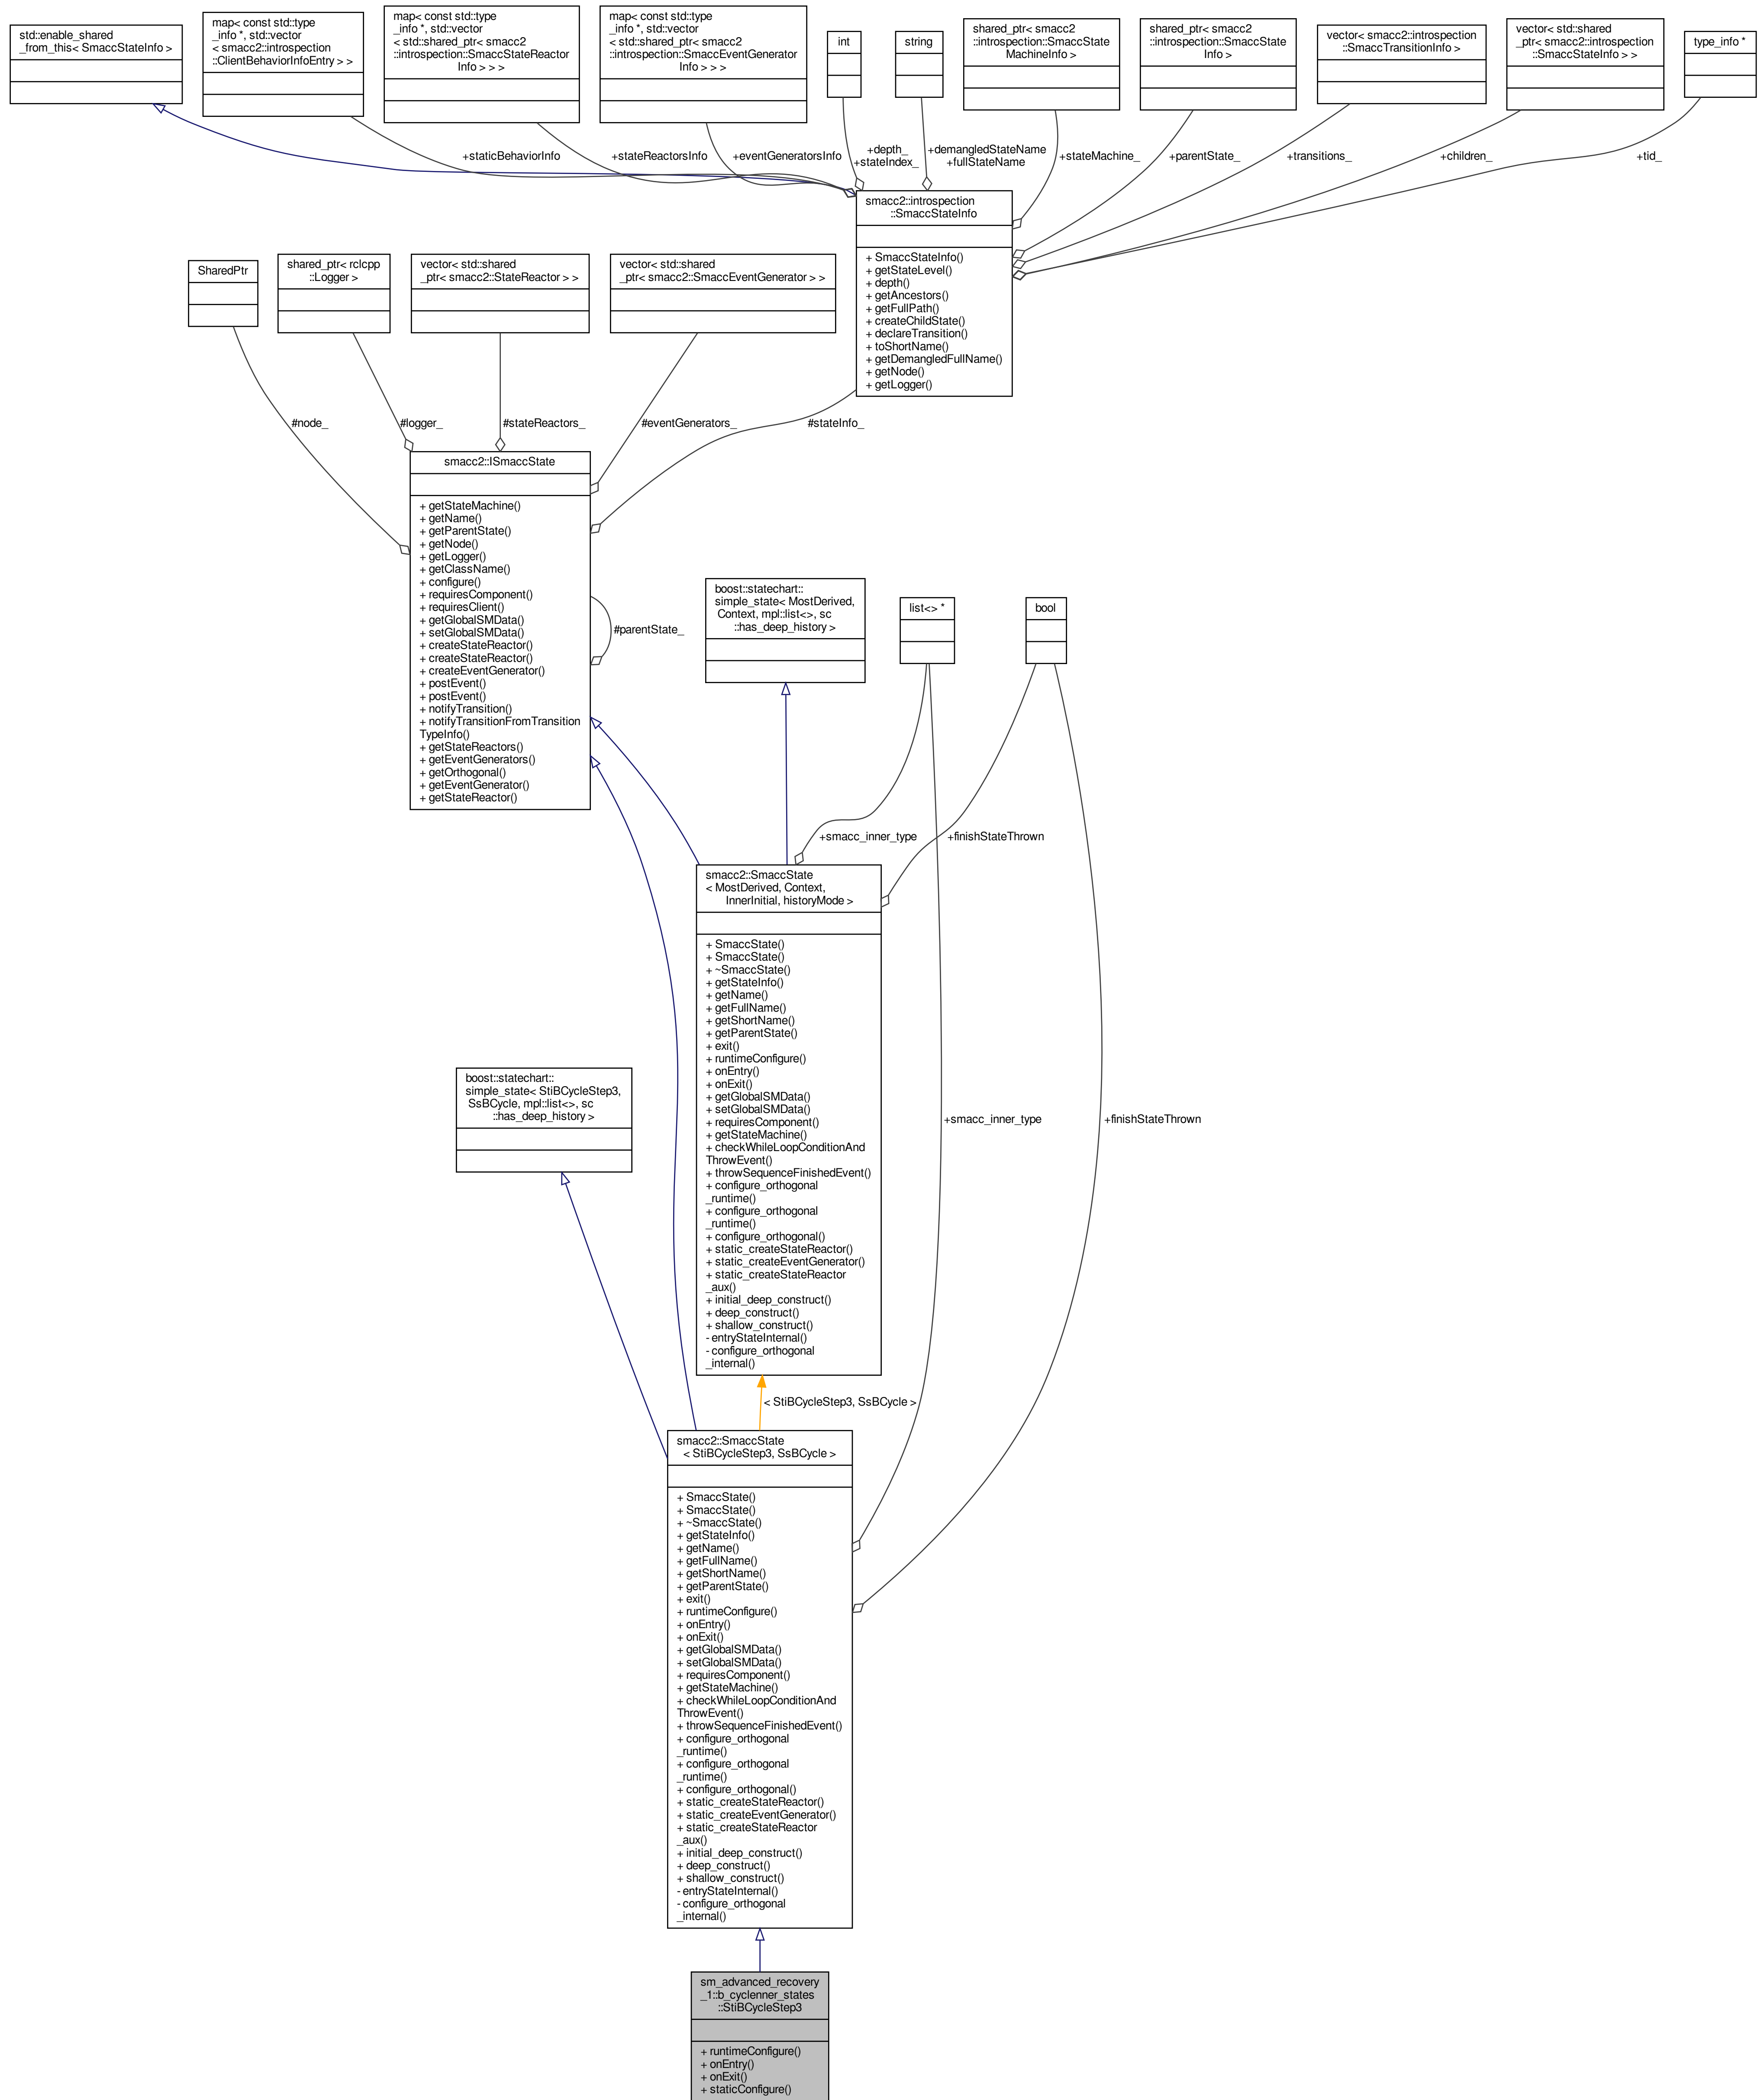 std::enable_shared
_from_this< SmaccStateInfo >
map< const std::type
_info *, std::vector
< smacc2::introspection
::ClientBehaviorInfoEntry > >
map< const std::type
_info *, std::vector
< std::shared_ptr< smacc2
::introspection::SmaccStateReactor
Info > > >
map< const std::type
_info *, std::vector
< std::shared_ptr< smacc2
::introspection::SmaccEventGenerator
Info > > >
int
string
shared_ptr< smacc2
::introspection::SmaccState
MachineInfo >
shared_ptr< smacc2
::introspection::SmaccState
Info >
vector< smacc2::introspection
::SmaccTransitionInfo >
vector< std::shared
_ptr< smacc2::introspection
::SmaccStateInfo > >
type_info *
+staticBehaviorInfo
+stateReactorsInfo
+eventGeneratorsInfo
+depth_
+stateIndex_
+demangledStateName
+fullStateName
+stateMachine_
+parentState_
+transitions_
+children_
+tid_
smacc2::introspection
::SmaccStateInfo
+ SmaccStateInfo()
+ getStateLevel()
+ depth()
+ getAncestors()
+ getFullPath()
+ createChildState()
+ declareTransition()
+ toShortName()
+ getDemangledFullName()
+ getNode()
+ getLogger()
SharedPtr
shared_ptr< rclcpp
::Logger >
vector< std::shared
_ptr< smacc2::StateReactor > >
vector< std::shared
_ptr< smacc2::SmaccEventGenerator > >
#node_
#logger_
#stateReactors_
#eventGenerators_
#stateInfo_
smacc2::ISmaccState
+ getStateMachine()
+ getName()
+ getParentState()
+ getNode()
+ getLogger()
+ getClassName()
+ configure()
+ requiresComponent()
+ requiresClient()
+ getGlobalSMData()
+ setGlobalSMData()
+ createStateReactor()
+ createStateReactor()
+ createEventGenerator()
+ postEvent()
+ postEvent()
+ notifyTransition()
+ notifyTransitionFromTransition
TypeInfo()
+ getStateReactors()
+ getEventGenerators()
+ getOrthogonal()
+ getEventGenerator()
+ getStateReactor()
#parentState_
boost::statechart::
simple_state< MostDerived,
Context, mpl::list<>, sc
::has_deep_history >
list<> *
bool
+smacc_inner_type
+finishStateThrown
smacc2::SmaccState
< MostDerived, Context,
InnerInitial, historyMode >
+ SmaccState()
+ SmaccState()
+ ~SmaccState()
+ getStateInfo()
+ getName()
+ getFullName()
+ getShortName()
+ getParentState()
+ exit()
+ runtimeConfigure()
+ onEntry()
+ onExit()
+ getGlobalSMData()
+ setGlobalSMData()
+ requiresComponent()
+ getStateMachine()
+ checkWhileLoopConditionAnd
ThrowEvent()
+ throwSequenceFinishedEvent()
+ configure_orthogonal
_runtime()
+ configure_orthogonal
_runtime()
+ configure_orthogonal()
+ static_createStateReactor()
+ static_createEventGenerator()
+ static_createStateReactor
_aux()
+ initial_deep_construct()
+ deep_construct()
+ shallow_construct()
- entryStateInternal()
- configure_orthogonal
_internal()
boost::statechart::
simple_state< StiBCycleStep3,
SsBCycle, mpl::list<>, sc
::has_deep_history >
+smacc_inner_type
+finishStateThrown
< StiBCycleStep3, SsBCycle >
smacc2::SmaccState
< StiBCycleStep3, SsBCycle >
+ SmaccState()
+ SmaccState()
+ ~SmaccState()
+ getStateInfo()
+ getName()
+ getFullName()
+ getShortName()
+ getParentState()
+ exit()
+ runtimeConfigure()
+ onEntry()
+ onExit()
+ getGlobalSMData()
+ setGlobalSMData()
+ requiresComponent()
+ getStateMachine()
+ checkWhileLoopConditionAnd
ThrowEvent()
+ throwSequenceFinishedEvent()
+ configure_orthogonal
_runtime()
+ configure_orthogonal
_runtime()
+ configure_orthogonal()
+ static_createStateReactor()
+ static_createEventGenerator()
+ static_createStateReactor
_aux()
+ initial_deep_construct()
+ deep_construct()
+ shallow_construct()
- entryStateInternal()
- configure_orthogonal
_internal()
sm_advanced_recovery
_1::b_cyclenner_states
::StiBCycleStep3
+ runtimeConfigure()
+ onEntry()
+ onExit()
+ staticConfigure()